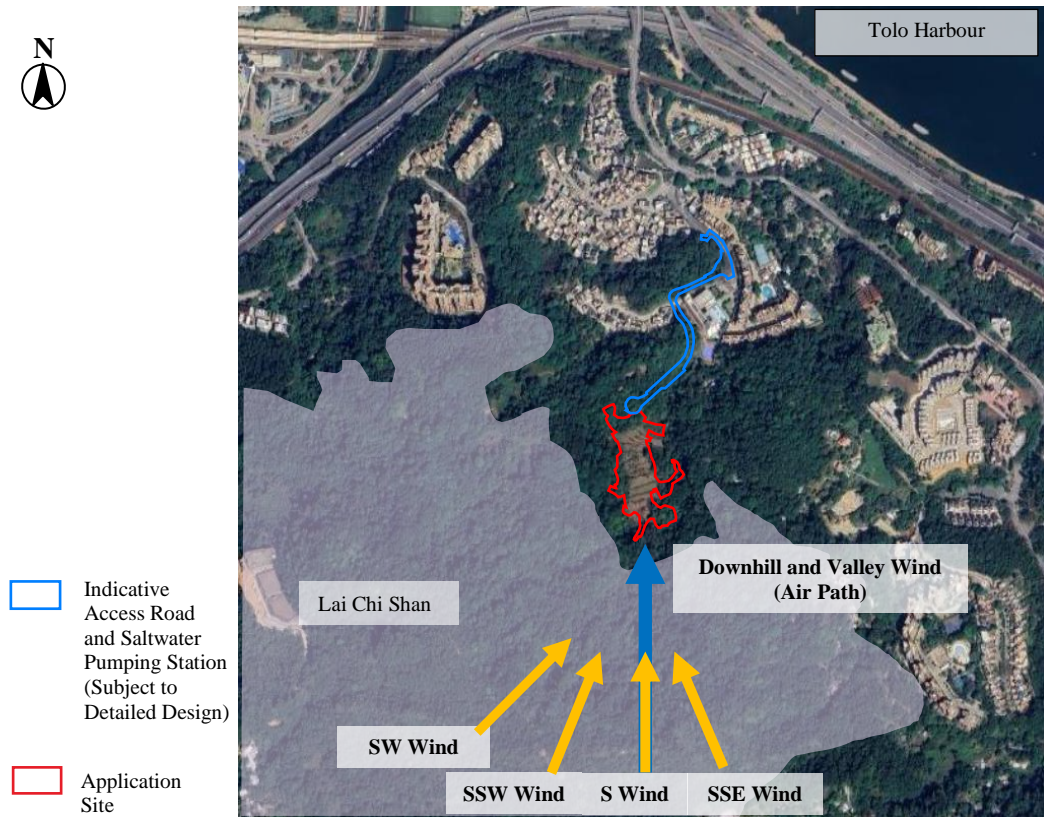 N
Tolo Harbour
Downhill and Valley Wind
(Air Path)
Lai Chi Shan
SW Wind
SSW Wind
S Wind
SSE Wind
Indicative
Access Road
and Saltwater
Pumping Station
(Subject to
Detailed Design)
Application
Site